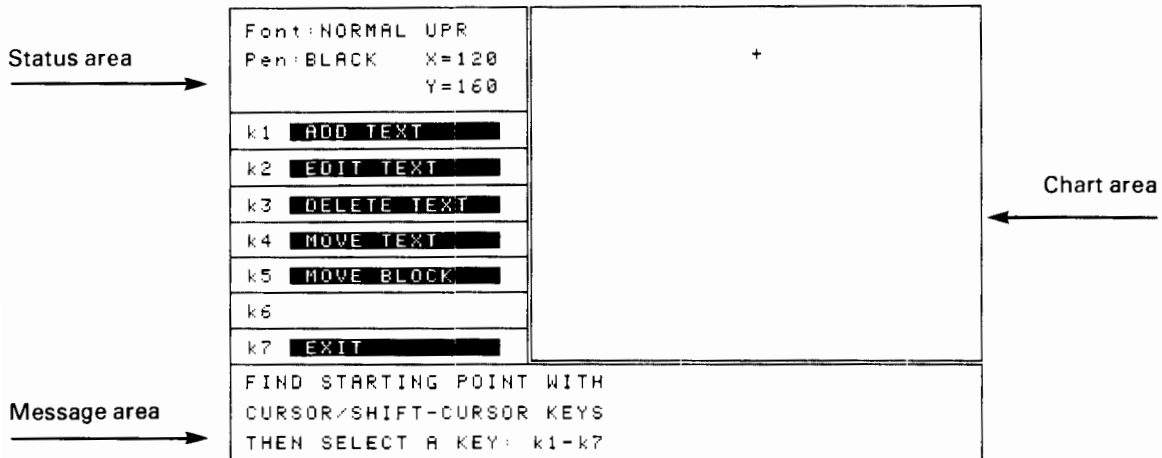 Font:NORMAL UPR
Pen:BLACK X=120
Y=160
Status area
k1 ADD TEXT
k2 EDIT TEXT
k3 DELETE TEXT
k4 MOVE TEXT
k5 MOVE BLOCK
k6
k7 EXIT
Chart area
FIND STARTING POINT WITH
CURSOR/SHIFT-CURSOR KEYS
THEN SELECT A KEY: k1-k7
Message area